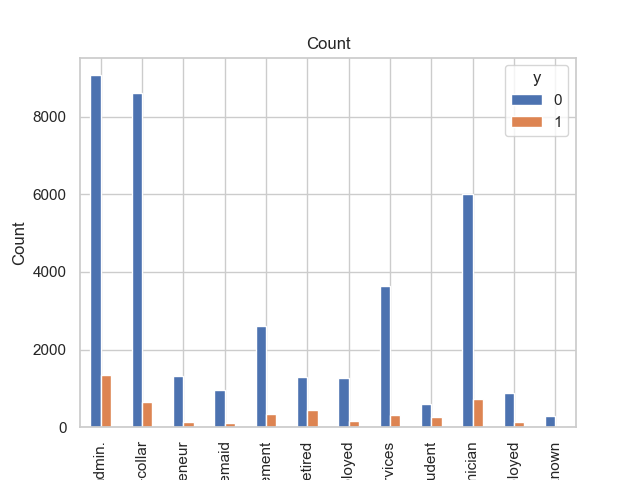 Count
y
0
1
8000
6000
4000
2000
0
Count
dmin.
-collar
eneur
emaid
ement
etired
loyed
vices
udent
nician
loyed
nown